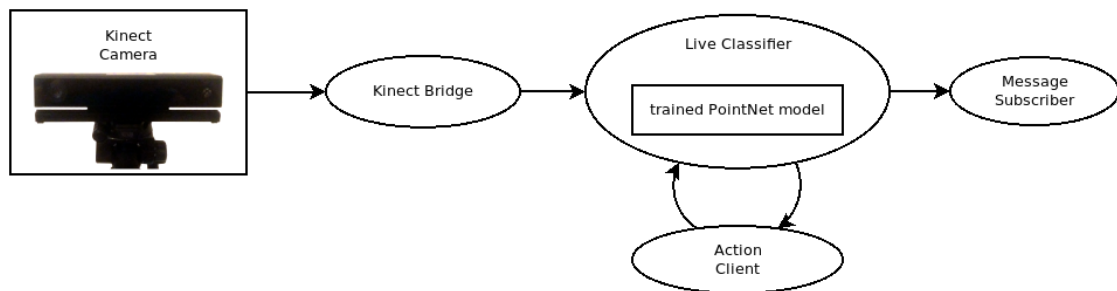 Kinect
Camera
Kinect Bridge
Live Classifier
trained PointNet model
Message
Subscriber
Action
Client